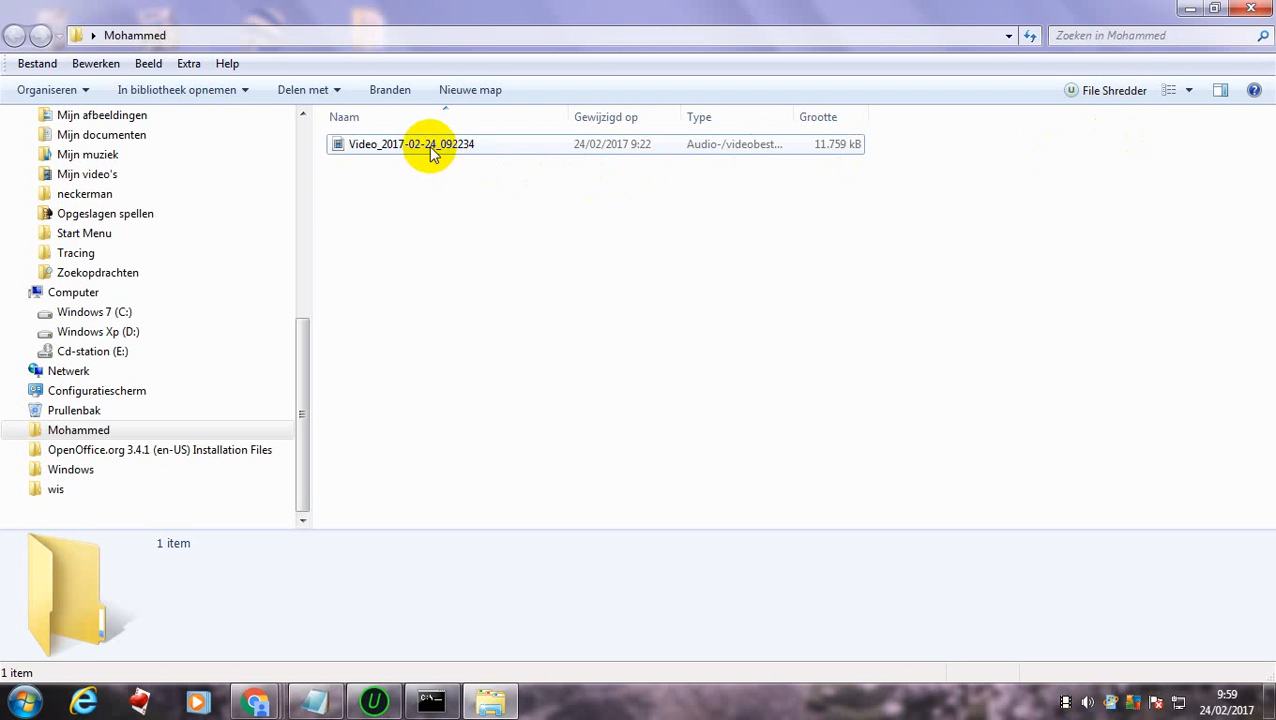 Mohammed
Zoeken in Mohammed
Bestand Bewerken Beeld Extra Help
Organiseren In bibliotheek opnemen Delen met Branden Nieuwe map File Shredder
Naam Gewijzigd op Type Grootte
Video_2017-02-24_092234 24/02/2017 9:22 Audio-/videobest... 11.759 kB
Mijn afbeeldingen
Mijn documenten
Mijn muziek
Mijn video's
neckerman
Opgeslagen spellen
Start Menu
Tracing
Zoekopdrachten
Computer
Windows 7 (C:)
Windows Xp (D:)
Cd-station (E:)
Netwerk
Configuratiescherm
Prullenbak
Mohammed
OpenOffice.org 3.4.1 (en-US) Installation Files
Windows
wis
1 item
1 item
9:59
24/02/2017